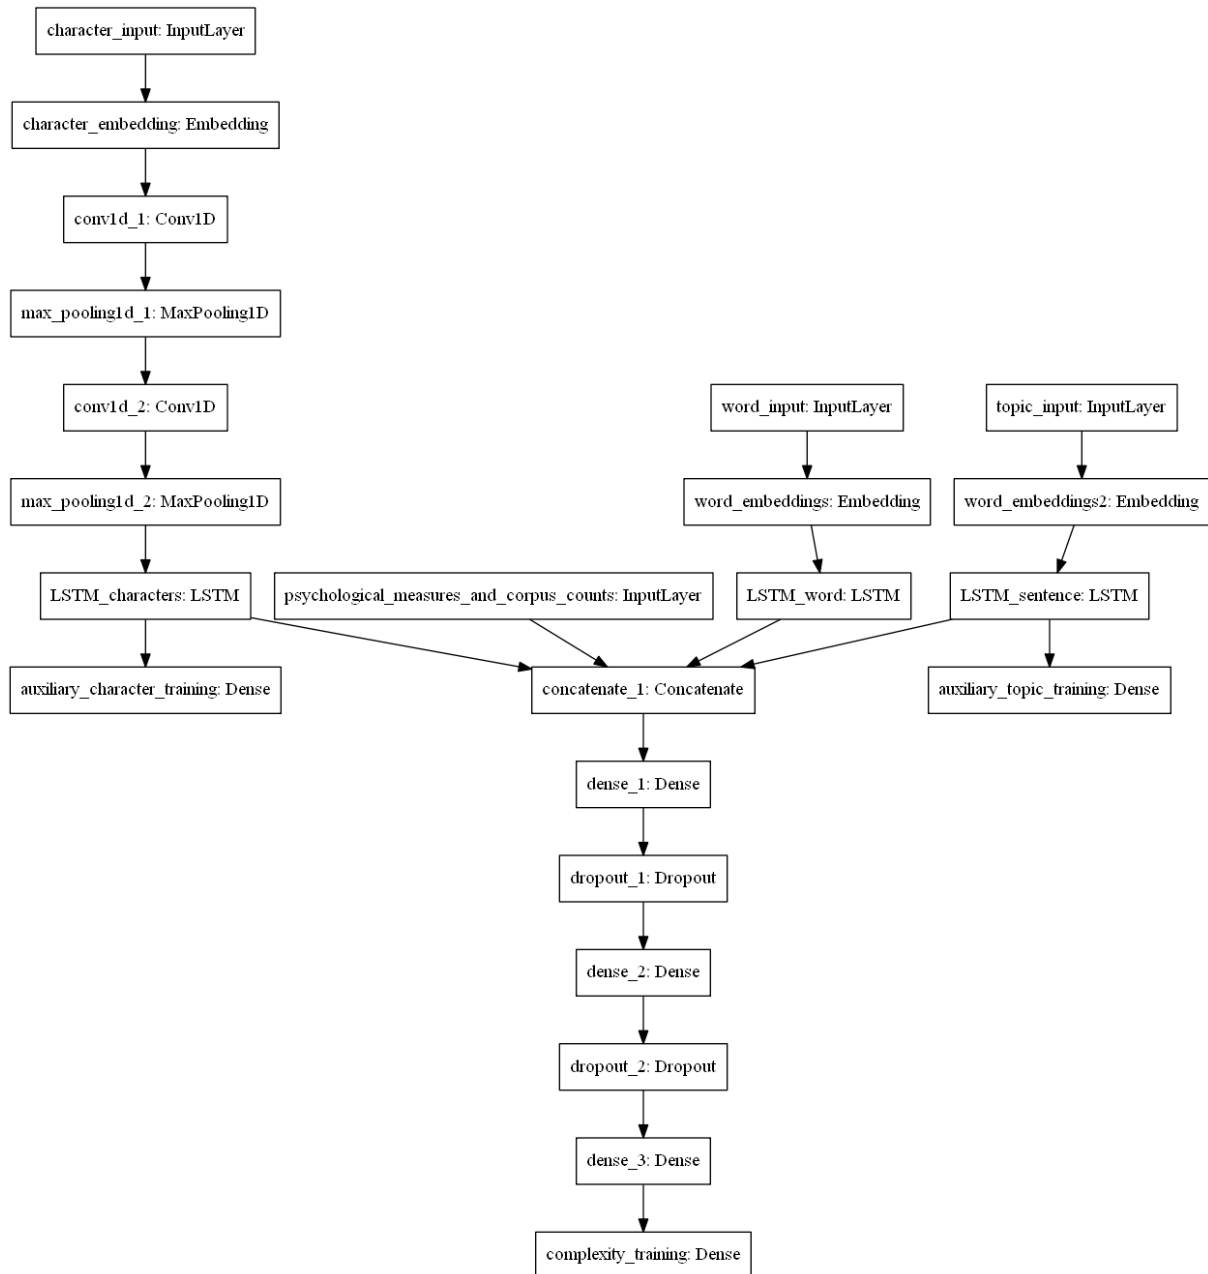 character_input: InputLayer
character_embedding: Embedding
conv1d_1: Conv1D
max_pooling1d_1: MaxPooling1D
conv1d_2: Conv1D
word_input: InputLayer
topic_input: InputLayer
max_pooling1d_2: MaxPooling1D
word_embeddings: Embedding
word_embeddings2: Embedding
LSTM_characters: LSTM
psychological_measures_and_corpus_counts: InputLayer
LSTM_word: LSTM
LSTM_sentence: LSTM
auxiliary_character_training: Dense
concatenate_1: Concatenate
auxiliary_topic_training: Dense
dense_1: Dense
dropout_1: Dropout
dense_2: Dense
dropout_2: Dropout
dense_3: Dense
complexity_training: Dense